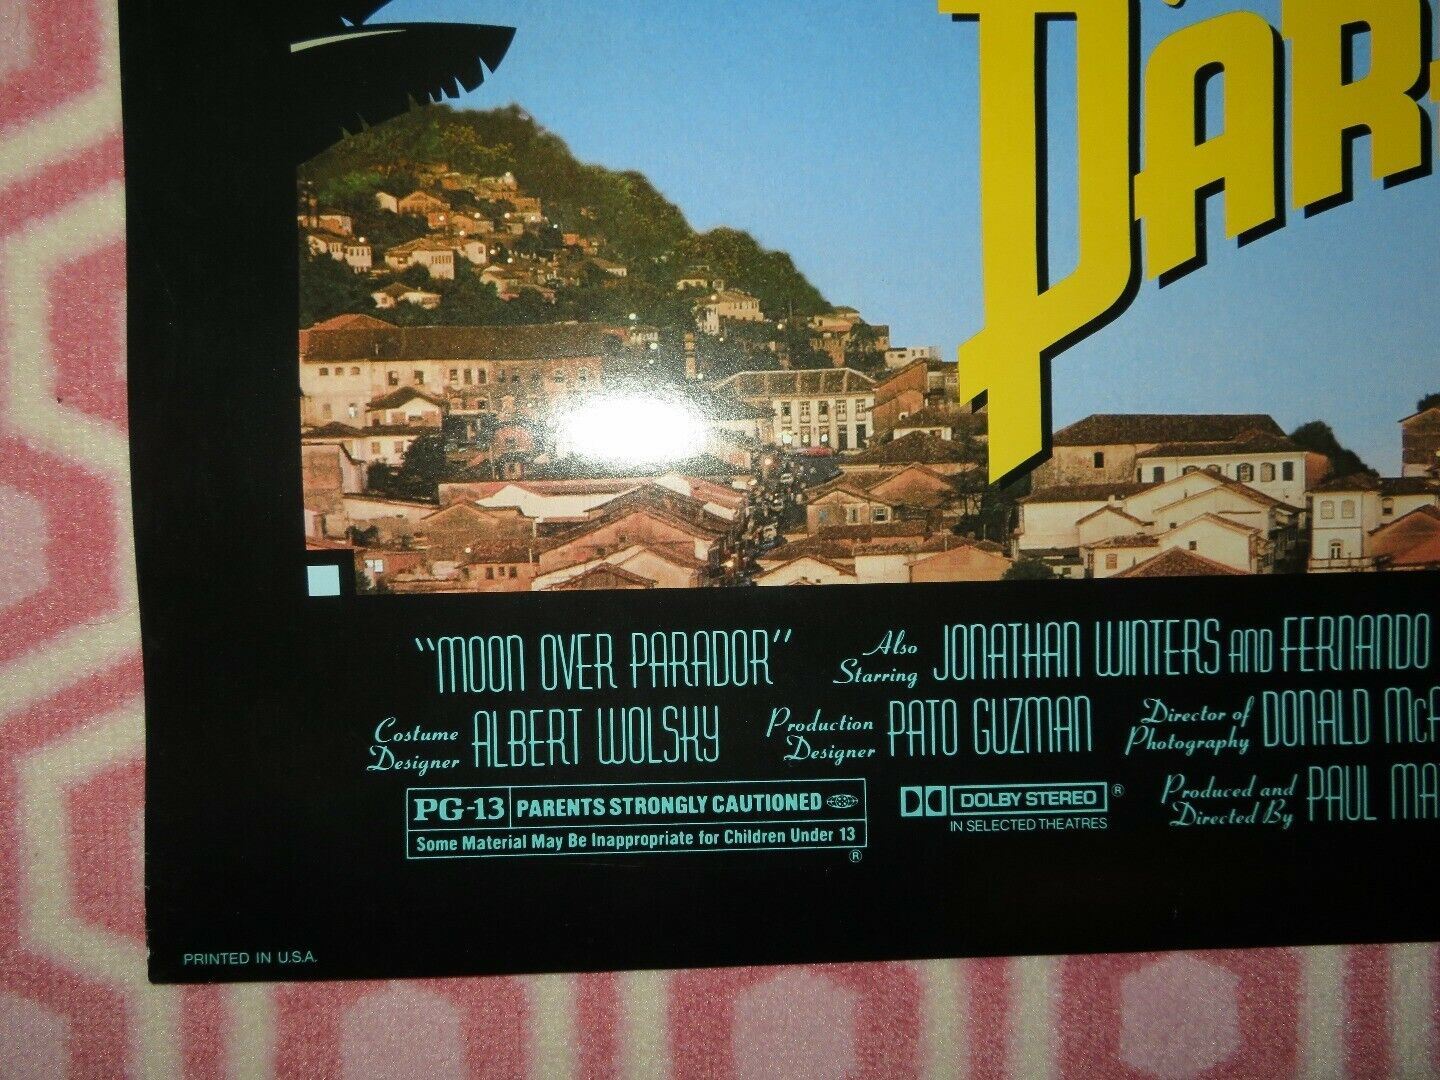 PAR
"MOON OVER PARADOR" Also Starring JONATHAN WINTERS AND FERNANDO
Costume Designer ALBERT WOLSKY Production Designer PATO GUZMAN Director of Photography DONALD McA
PG-13 PARENTS STRONGLY CAUTIONED
Some Material May Be Inappropriate for Children Under 13
®
DOLBY STEREO ®
IN SELECTED THEATRES
Produced and Directed By PAUL MA
PRINTED IN U.S.A.